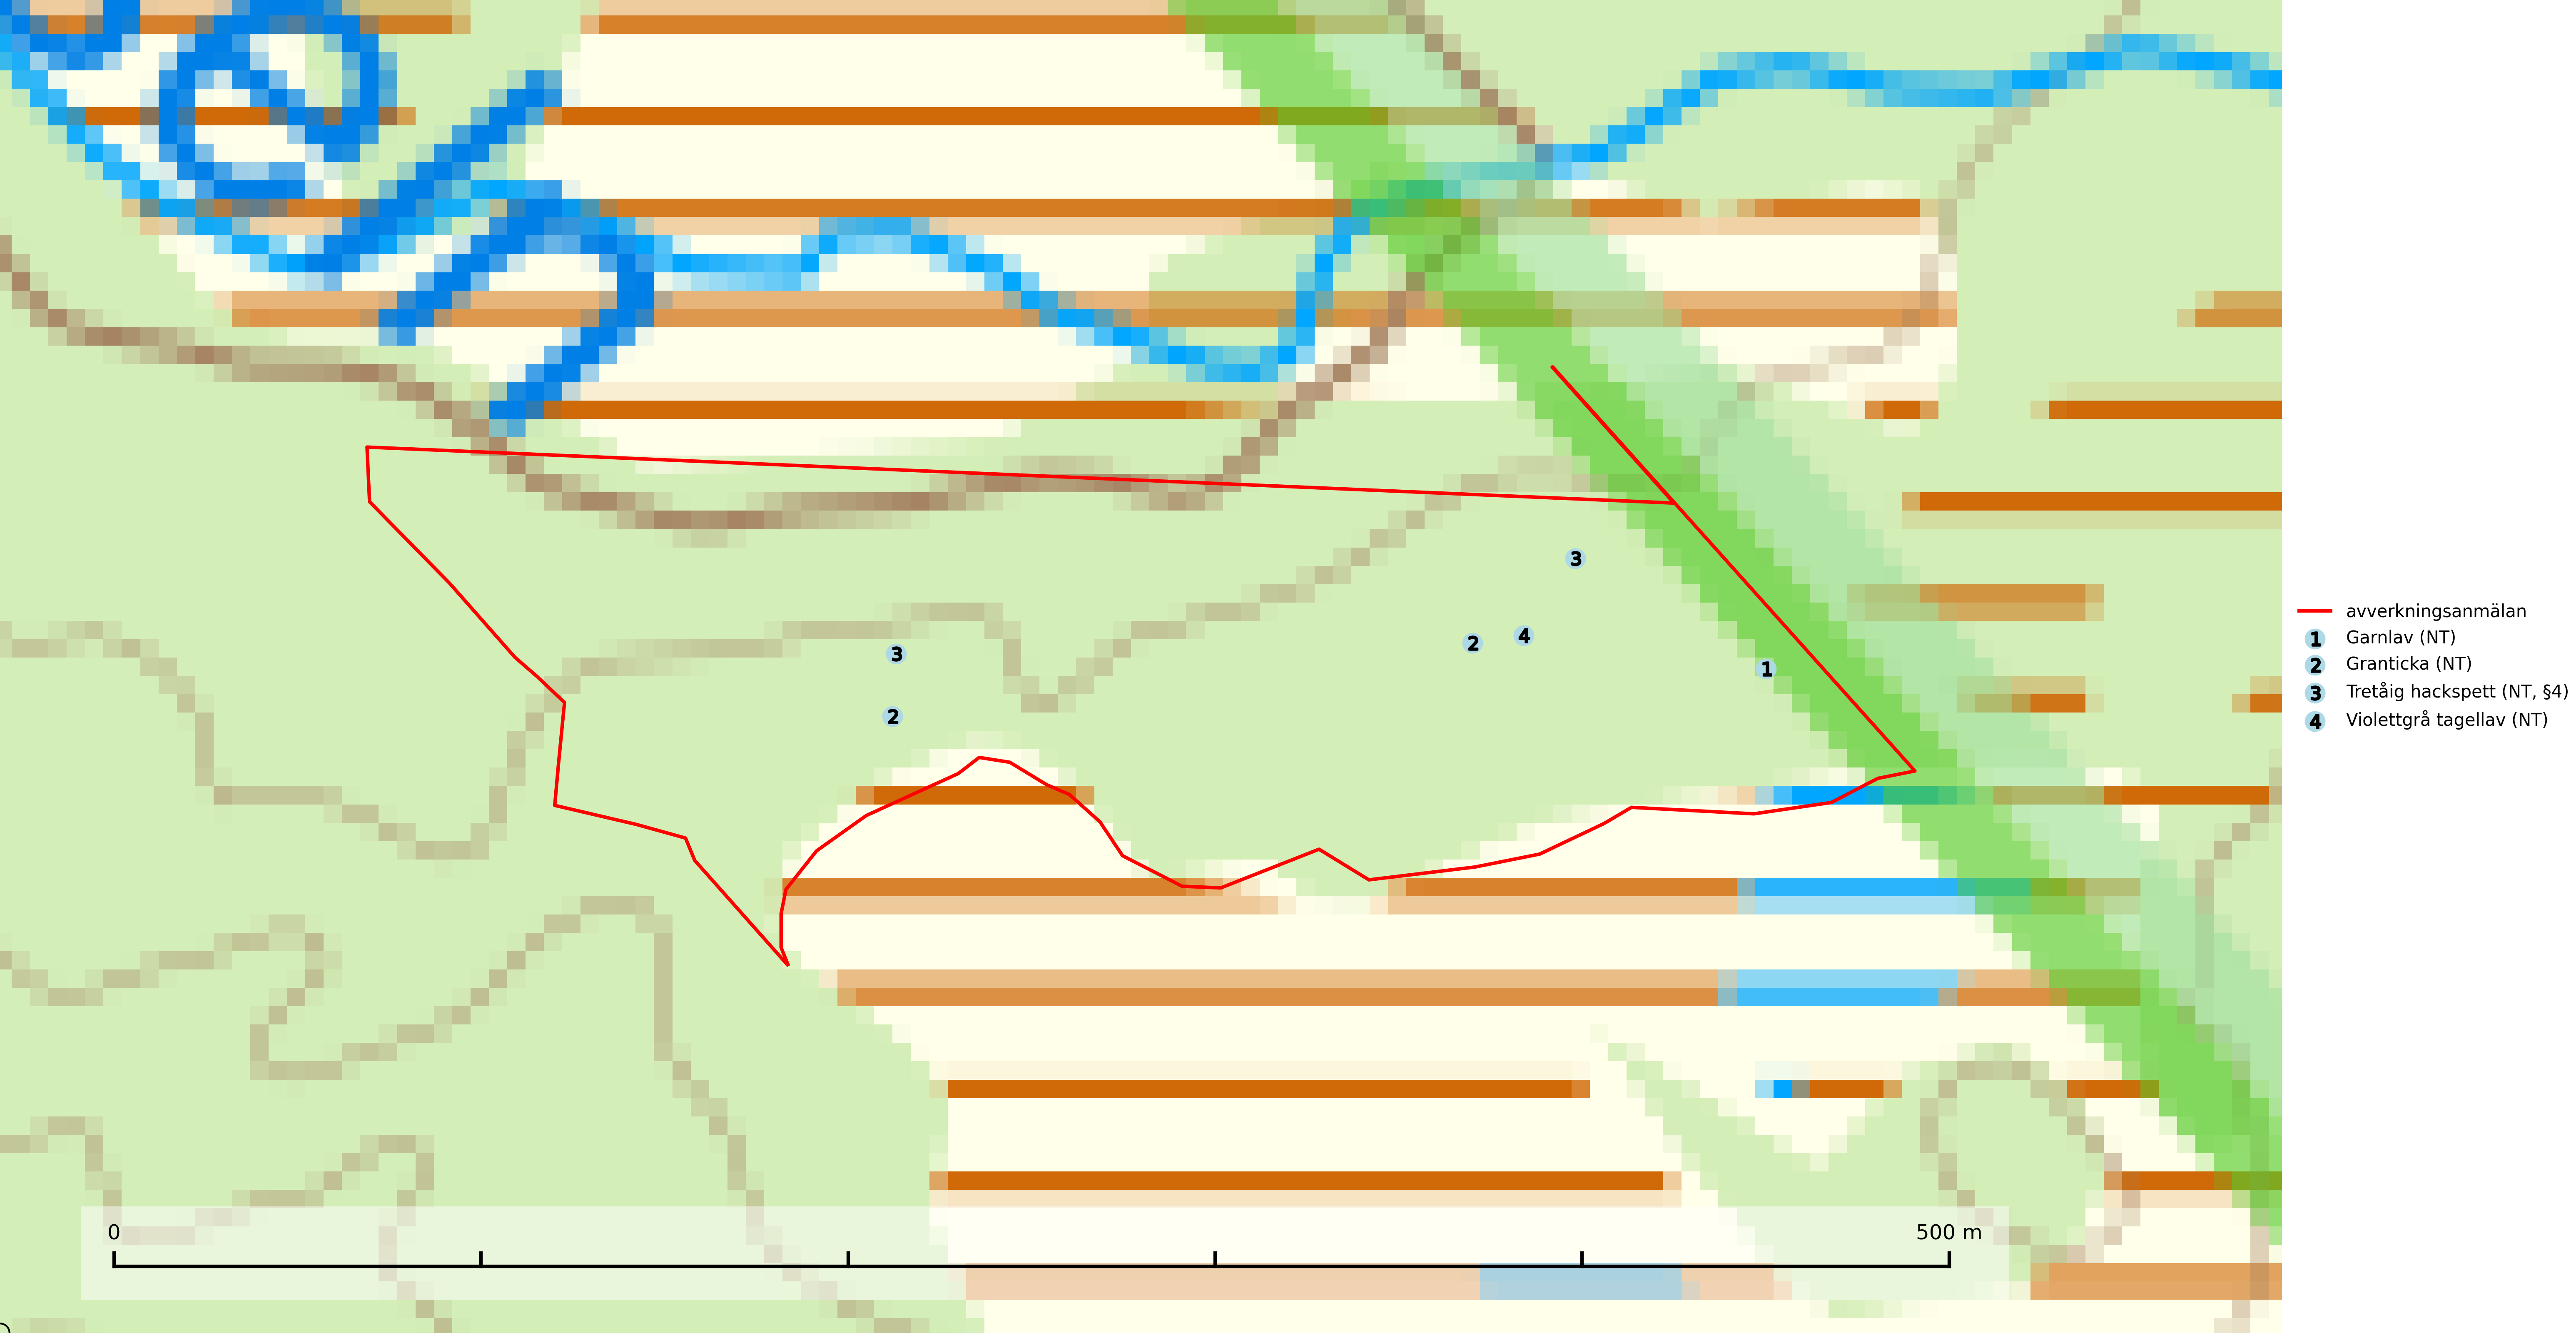 3
4
2
3
1
2
avverkningsanmälan
1 Garnlav (NT)
2 Granticka (NT)
3 Tretåig hackspett (NT, §4)
4 Violettgrå tagellav (NT)
0 500 m